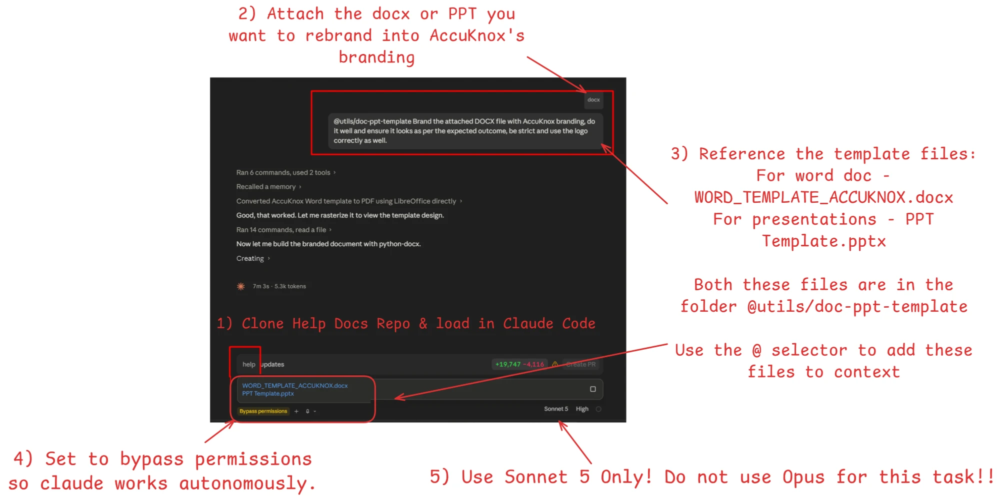 2) Attach the docx or PPT you
want to rebrand into AccuKnox's
branding
docx
@utils/doc-ppt-template Brand the attached DOCX file with AccuKnox branding, do
it well and ensure it looks as per the expected outcome, be strict and use the logo
correctly as well.
3) Reference the template files:
For word doc -
WORD_TEMPLATE_ACCUKNOX.docx
For presentations - PPT
Template.pptx
Both these files are in the
folder @utils/doc-ppt-template
Use the @ selector to add these
files to context
Ran 6 commands, used 2 tools
Recalled a memory
Converted AccuKnox Word template to PDF using LibreOffice directly
Good, that worked. Let me rasterize it to view the template design.
Ran 14 commands, read a file
Now let me build the branded document with python-docx.
Creating
7m 3s · 5.3k tokens
1) Clone Help Docs Repo & load in Claude Code
help updates
+19,747 −4,116
Create PR
WORD_TEMPLATE_ACCUKNOX.docx
PPT Template.pptx
Bypass permissions
Sonnet 5 High
4) Set to bypass permissions
so claude works autonomously.
5) Use Sonnet 5 Only! Do not use Opus for this task!!